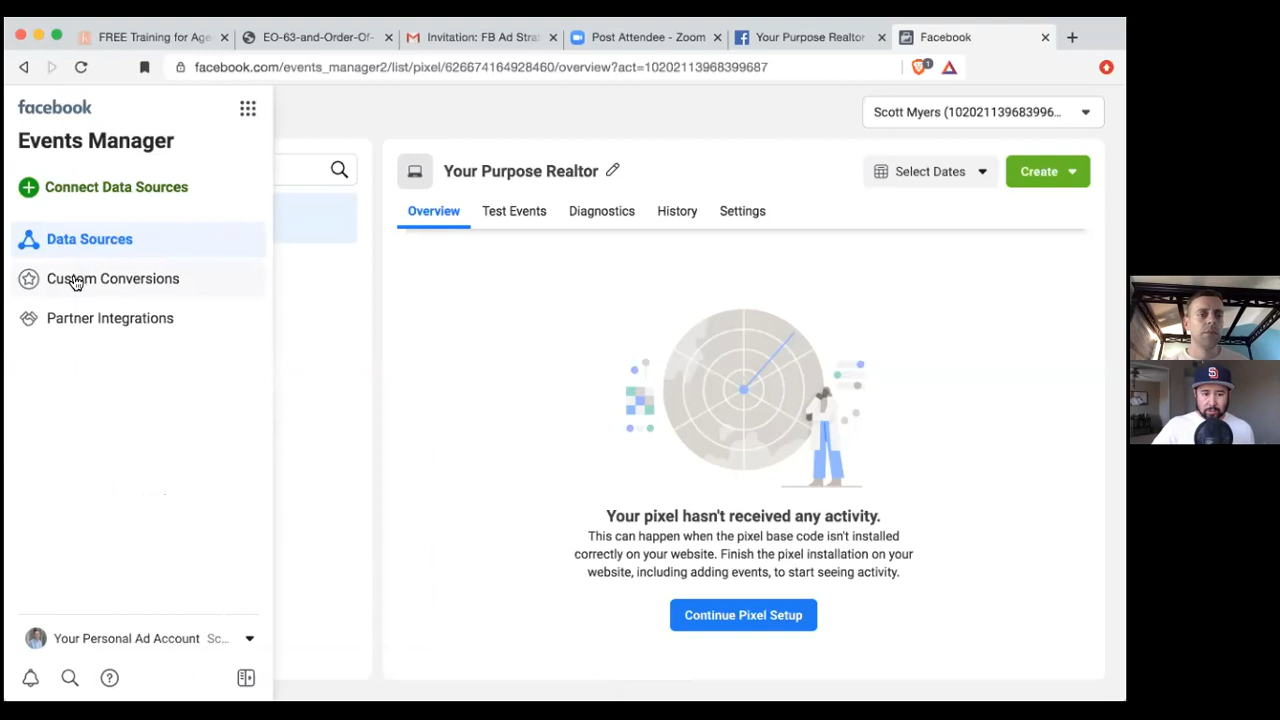 FREE Training for Age
EO-63-and-Order-Of-
Invitation: FB Ad Stra
Post Attendee - Zoom
Your Purpose Realtor
Facebook
facebook.com/events_manager2/list/pixel/626674164928460/overview?act=10202113968399687
1
facebook
Events Manager
Connect Data Sources
Data Sources
Custom Conversions
Partner Integrations
Your Personal Ad Account Sc...
Scott Myers (102021139683996...
Your Purpose Realtor
Select Dates
Create
Overview
Test Events
Diagnostics
History
Settings
Your pixel hasn't received any activity.
This can happen when the pixel base code isn't installed
correctly on your website. Finish the pixel installation on your
website, including adding events, to start seeing activity.
Continue Pixel Setup